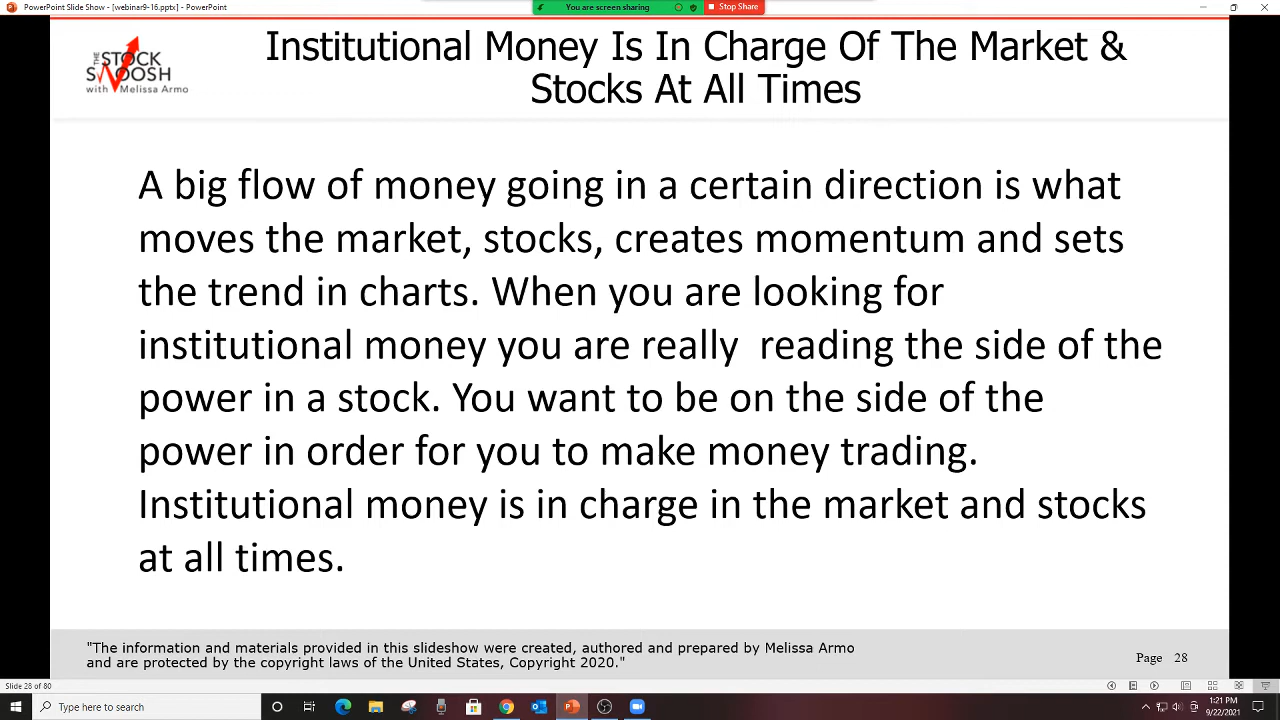 PowerPoint Slide Show - [webinar9-16.pptx] - PowerPoint
You are screen sharing
Stop Share
THE
STOCK
SWOOSH
with Melissa Armo
Institutional Money Is In Charge Of The Market &
Stocks At All Times
A big flow of money going in a certain direction is what
moves the market, stocks, creates momentum and sets
the trend in charts. When you are looking for
institutional money you are really  reading the side of the
power in a stock. You want to be on the side of the
power in order for you to make money trading.
Institutional money is in charge in the market and stocks
at all times.
"The information and materials provided in this slideshow were created, authored and prepared by Melissa Armo
and are protected by the copyright laws of the United States, Copyright 2020."
Page 28
Slide 28 of 80
Type here to search
1:21 PM
9/22/2021